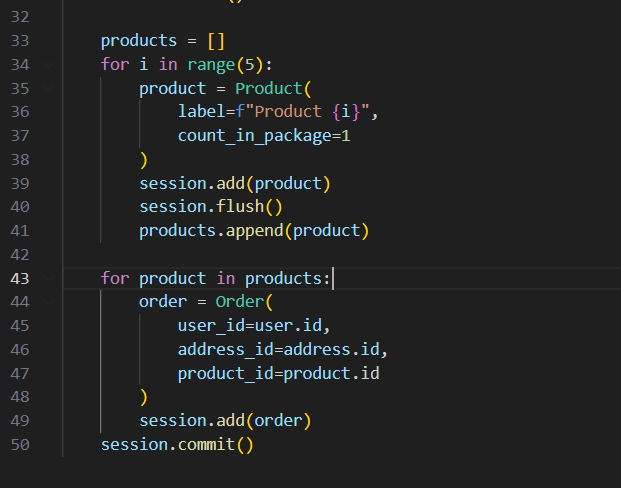 32
33 products = []
34 for i in range(5):
35 product = Product(
36 label=f"Product {i}",
37 count_in_package=1
38 )
39 session.add(product)
40 session.flush()
41 products.append(product)
42
43 for product in products:
44 order = Order(
45 user_id=user.id,
46 address_id=address.id,
47 product_id=product.id
48 )
49 session.add(order)
50 session.commit()